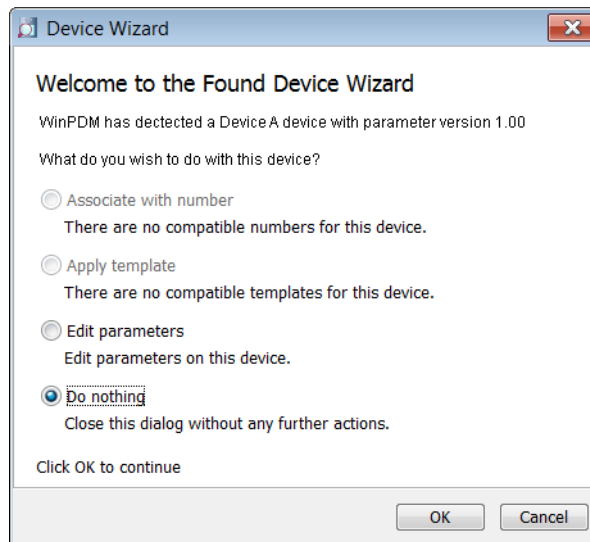 Device Wizard
Welcome to the Found Device Wizard
WinPDM has dectected a Device A device with parameter version 1.00
What do you wish to do with this device?
Associate with number
There are no compatible numbers for this device.
Apply template
There are no compatible templates for this device.
Edit parameters
Edit parameters on this device.
Do nothing
Close this dialog without any further actions.
Click OK to continue
OK Cancel